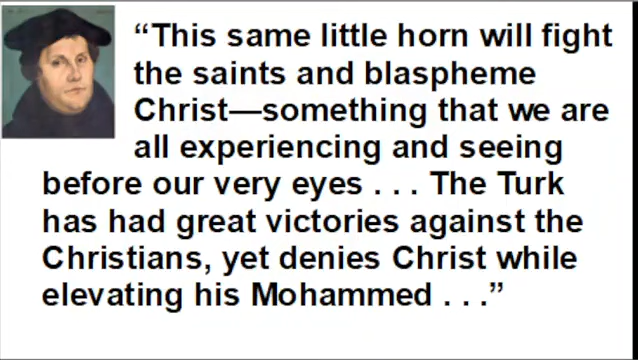 “This same little horn will fight
the saints and blaspheme
Christ—something that we are
all experiencing and seeing
before our very eyes . . . The Turk
has had great victories against the
Christians, yet denies Christ while
elevating his Mohammed . . .”